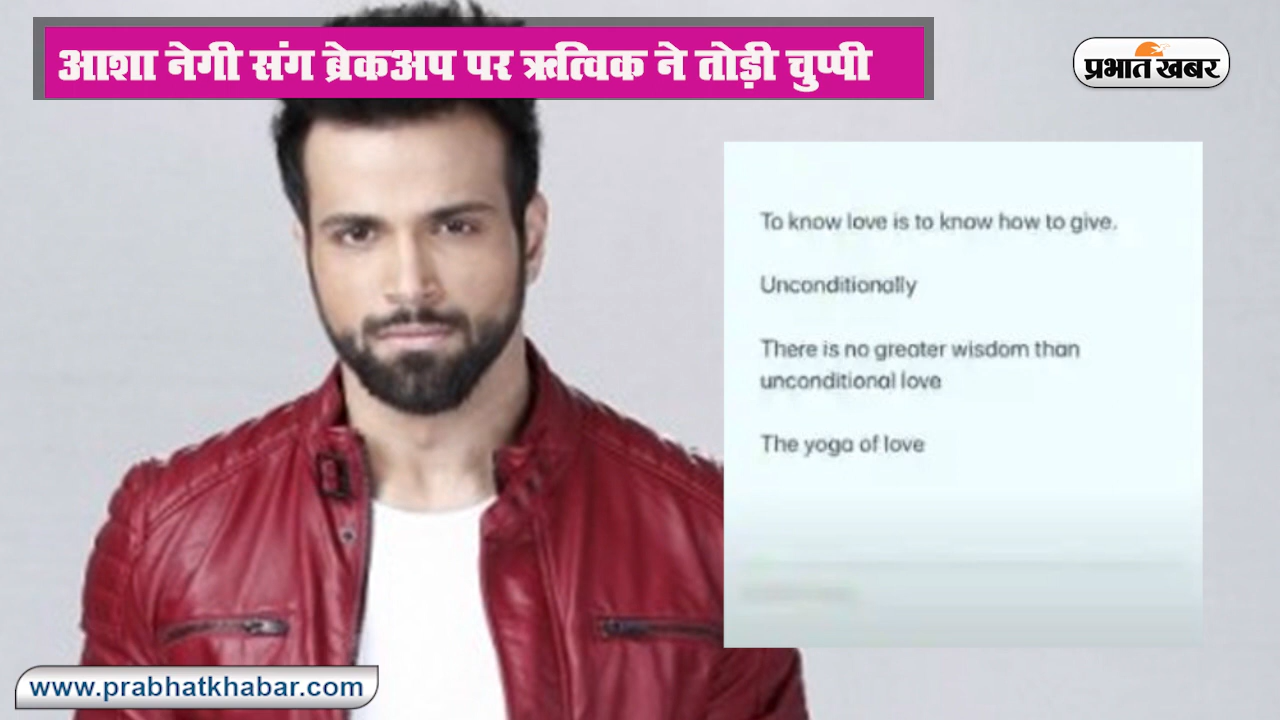 आशा नेगी संग ब्रेकअप पर ऋत्विक ने तोड़ी चुप्पी
प्रभात खबर
To know love is to know how to give.
Unconditionally
There is no greater wisdom than
unconditional love
The yoga of love
www.prabhatkhabar.com